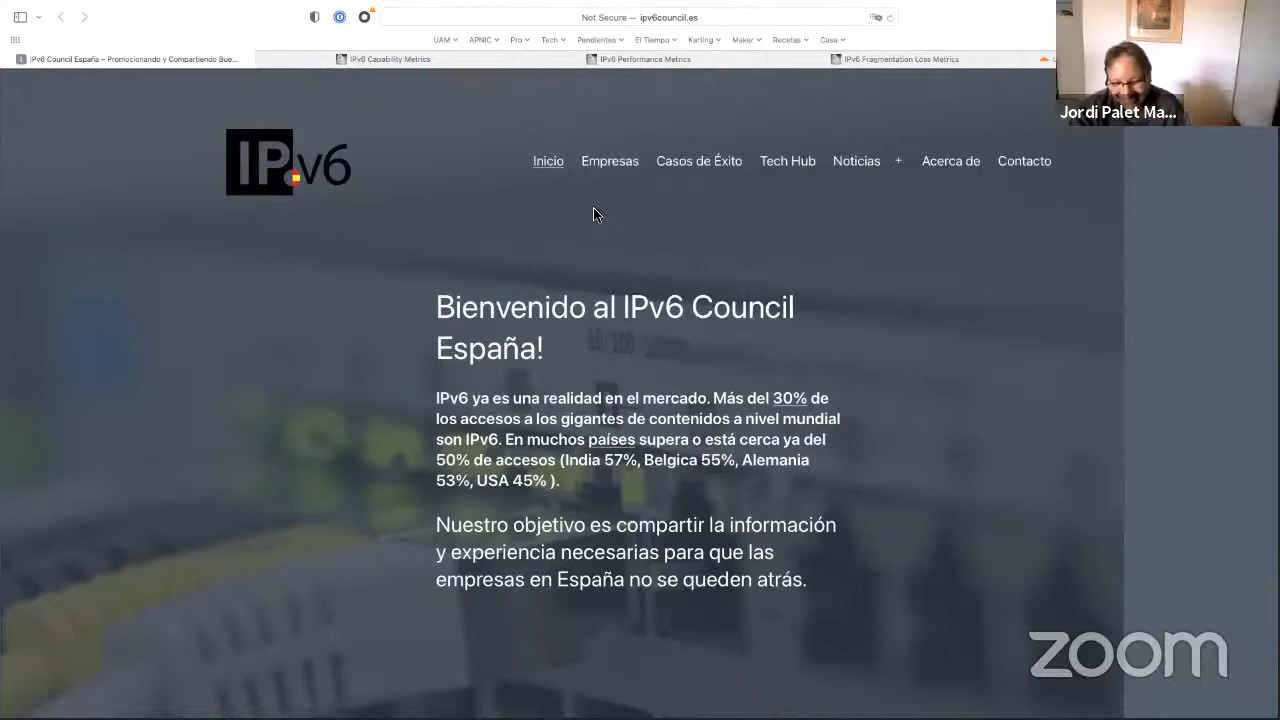 Not Secure — ipv6council.es
UAM
APNIC
Pro
Tech
Pendientes
El Tiempo
Karting
Maker
Recetas
Casa
IPv6 Council España – Promocionando y Compartiendo Bue...
IPv6 Capability Metrics
IPv6 Performance Metrics
IPv6 Fragmentation Loss Metrics
Jordi Palet Ma...
IPv6
Inicio
Empresas
Casos de Éxito
Tech Hub
Noticias
+
Acerca de
Contacto
Bienvenido al IPv6 Council
España!
IPv6 ya es una realidad en el mercado. Más del 30% de
los accesos a los gigantes de contenidos a nivel mundial
son IPv6. En muchos países supera o está cerca ya del
50% de accesos (India 57%, Belgica 55%, Alemania
53%, USA 45% ).
Nuestro objetivo es compartir la información
y experiencia necesarias para que las
empresas en España no se queden atrás.
zoom